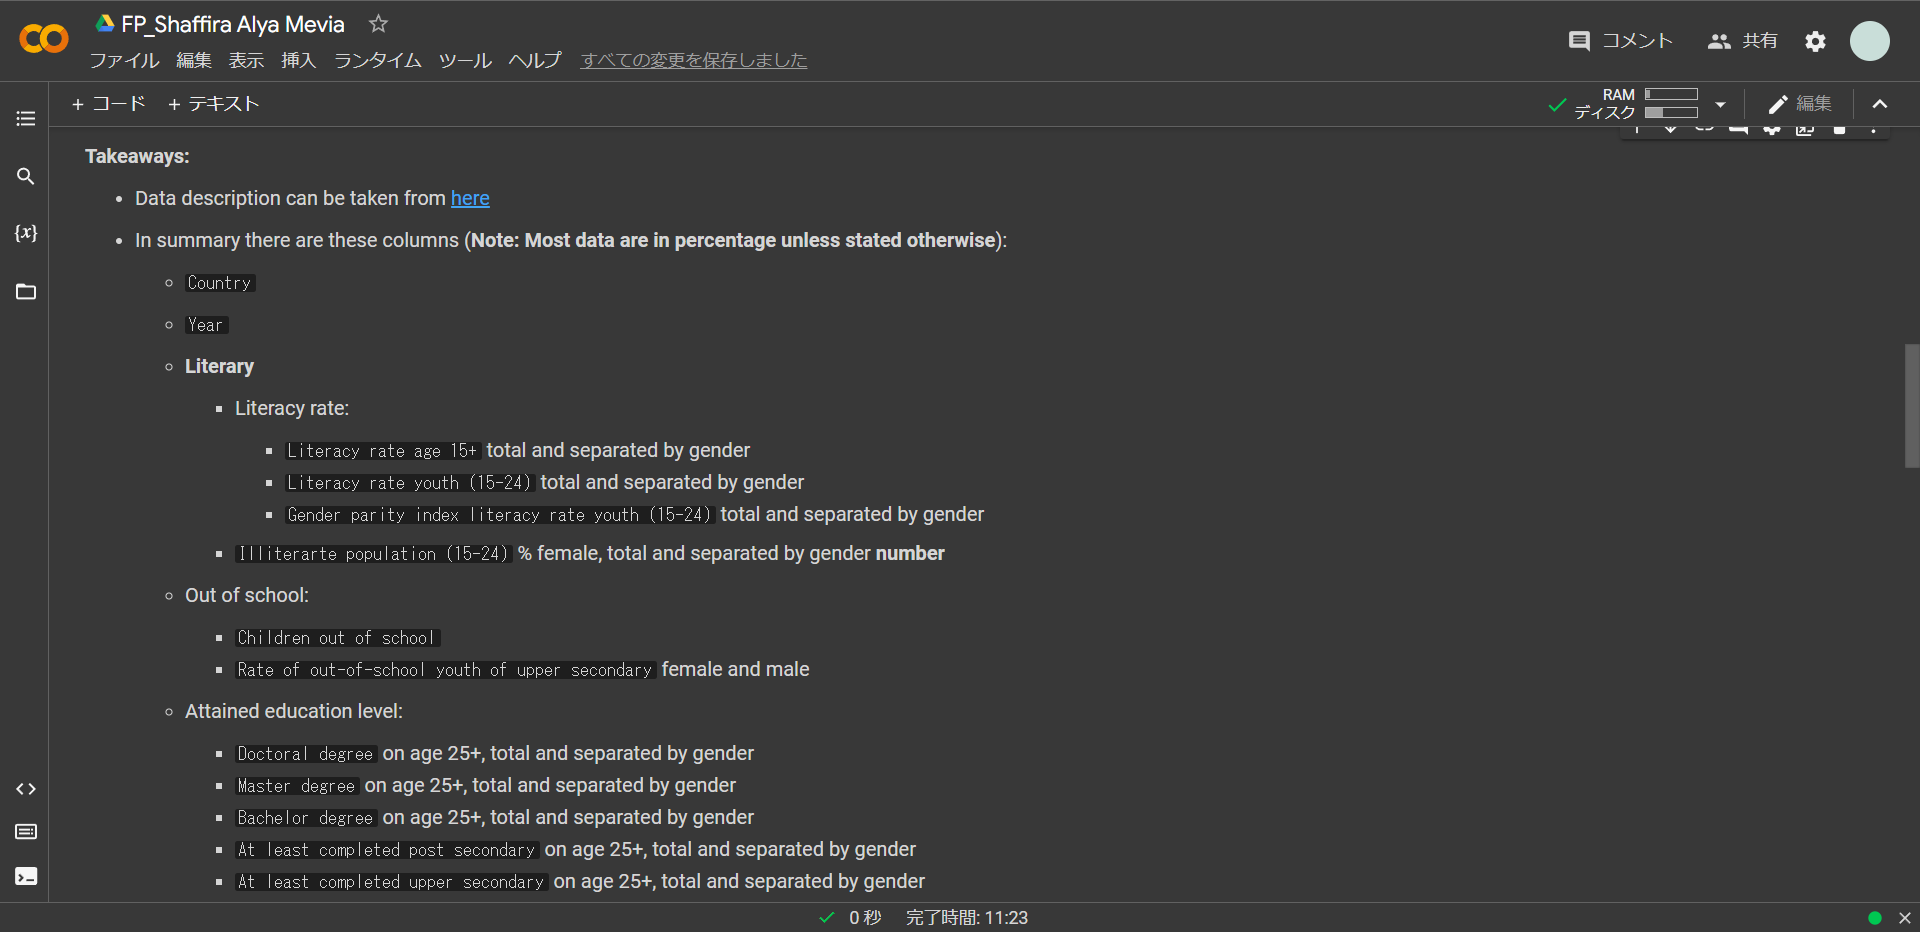 FP_Shaffira Alya Mevia
ファイル 編集 表示 挿入 ランタイム ツール ヘルプ すべての変更を保存しました
コメント 共有
+ コード + テキスト
RAM
ディスク
編集
Takeaways:
Data description can be taken from here
In summary there are these columns (Note: Most data are in percentage unless stated otherwise):
Country
Year
Literary
Literacy rate:
Literacy rate age 15+ total and separated by gender
Literacy rate youth (15-24) total and separated by gender
Gender parity index literacy rate youth (15-24) total and separated by gender
Illiterarte population (15-24) % female, total and separated by gender number
Out of school:
Children out of school
Rate of out-of-school youth of upper secondary female and male
Attained education level:
Doctoral degree on age 25+, total and separated by gender
Master degree on age 25+, total and separated by gender
Bachelor degree on age 25+, total and separated by gender
At least completed post secondary on age 25+, total and separated by gender
At least completed upper secondary on age 25+, total and separated by gender
0 秒 完了時間: 11:23